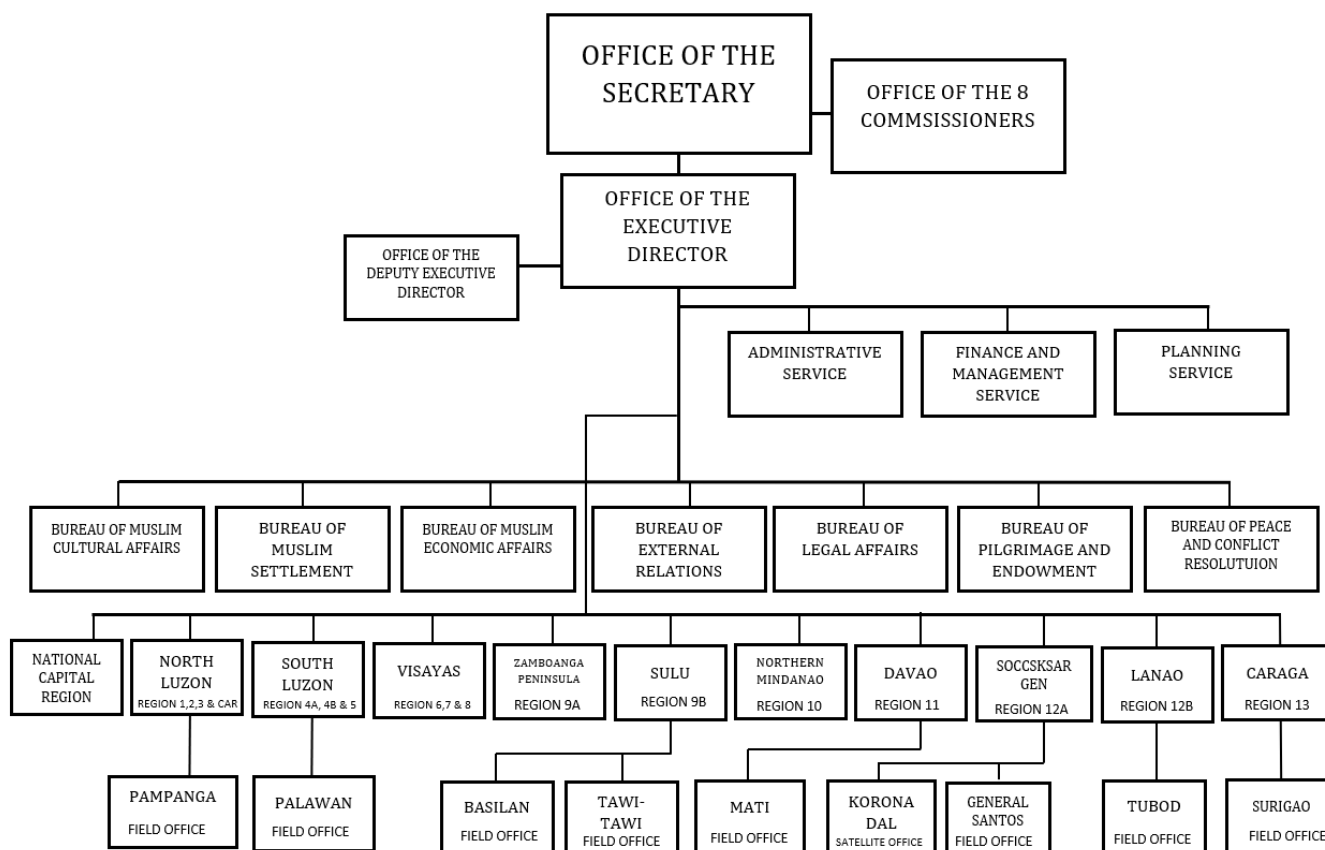 OFFICE OF THE
SECRETARY
OFFICE OF THE 8
COMMSISSIONERS
OFFICE OF THE
EXECUTIVE
DIRECTOR
OFFICE OF THE
DEPUTY EXECUTIVE
DIRECTOR
ADMINISTRATIVE
SERVICE
FINANCE AND
MANAGEMENT
SERVICE
PLANNING
SERVICE
BUREAU OF MUSLIM
CULTURAL AFFAIRS
BUREAU OF
MUSLIM
SETTLEMENT
BUREAU OF MUSLIM
ECONOMIC AFFAIRS
BUREAU OF
EXTERNAL
RELATIONS
BUREAU OF
LEGAL AFFAIRS
BUREAU OF
PILGRIMAGE AND
ENDOWMENT
BUREAU OF PEACE
AND CONFLICT
RESOLUTUION
NATIONAL
CAPITAL
REGION
NORTH
LUZON
REGION 1,2,3 & CAR
SOUTH
LUZON
REGION 4A, 4B & 5
VISAYAS
REGION 6,7 & 8
ZAMBOANGA
PENINSULA
REGION 9A
SULU
REGION 9B
NORTHERN
MINDANAO
REGION 10
DAVAO
REGION 11
SOCCSKSAR
GEN
REGION 12A
LANAO
REGION 12B
CARAGA
REGION 13
PAMPANGA
FIELD OFFICE
PALAWAN
FIELD OFFICE
BASILAN
FIELD OFFICE
TAWI-
TAWI
FIELD OFFICE
MATI
FIELD OFFICE
KORONA
DAL
SATELLITE OFFICE
GENERAL
SANTOS
FIELD OFFICE
TUBOD
FIELD OFFICE
SURIGAO
FIELD OFFICE